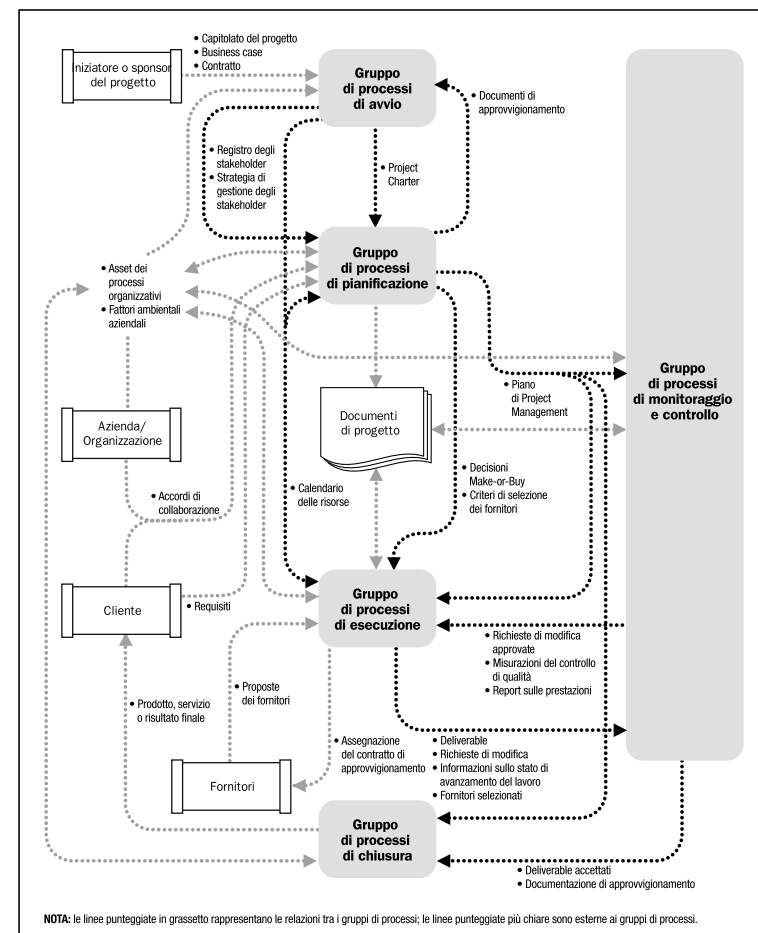 • Capitolato del progetto
• Business case
• Contratto
Iniziatore o sponsor
del progetto
Gruppo
di processi
di avvio
• Documenti di
approvvigionamento
• Registro degli
stakeholder
• Strategia di
gestione degli
stakeholder
• Project
Charter
Gruppo
di processi
di pianificazione
• Asset dei
processi
organizzativi
• Fattori ambientali
aziendali
Gruppo
di processi
di monitoraggio
e controllo
• Piano
di Project
Management
Documenti
di progetto
Azienda/
Organizzazione
• Decisioni
Make-or-Buy
• Criteri di selezione
dei fornitori
• Calendario
delle risorse
• Accordi di
collaborazione
Cliente
• Requisiti
Gruppo
di processi
di esecuzione
• Richieste di modifica
approvate
• Misurazioni del controllo
di qualità
• Report sulle prestazioni
• Proposte
dei fornitori
• Prodotto, servizio
o risultato finale
• Assegnazione
del contratto di
approvvigionamento
• Deliverable
• Richieste di modifica
• Informazioni sullo stato di
avanzamento del lavoro
• Fornitori selezionati
Fornitori
Gruppo
di processi
di chiusura
• Deliverable accettati
• Documentazione di approvvigionamento
NOTA: le linee punteggiate in grassetto rappresentano le relazioni tra i gruppi di processi; le linee punteggiate più chiare sono esterne ai gruppi di processi.